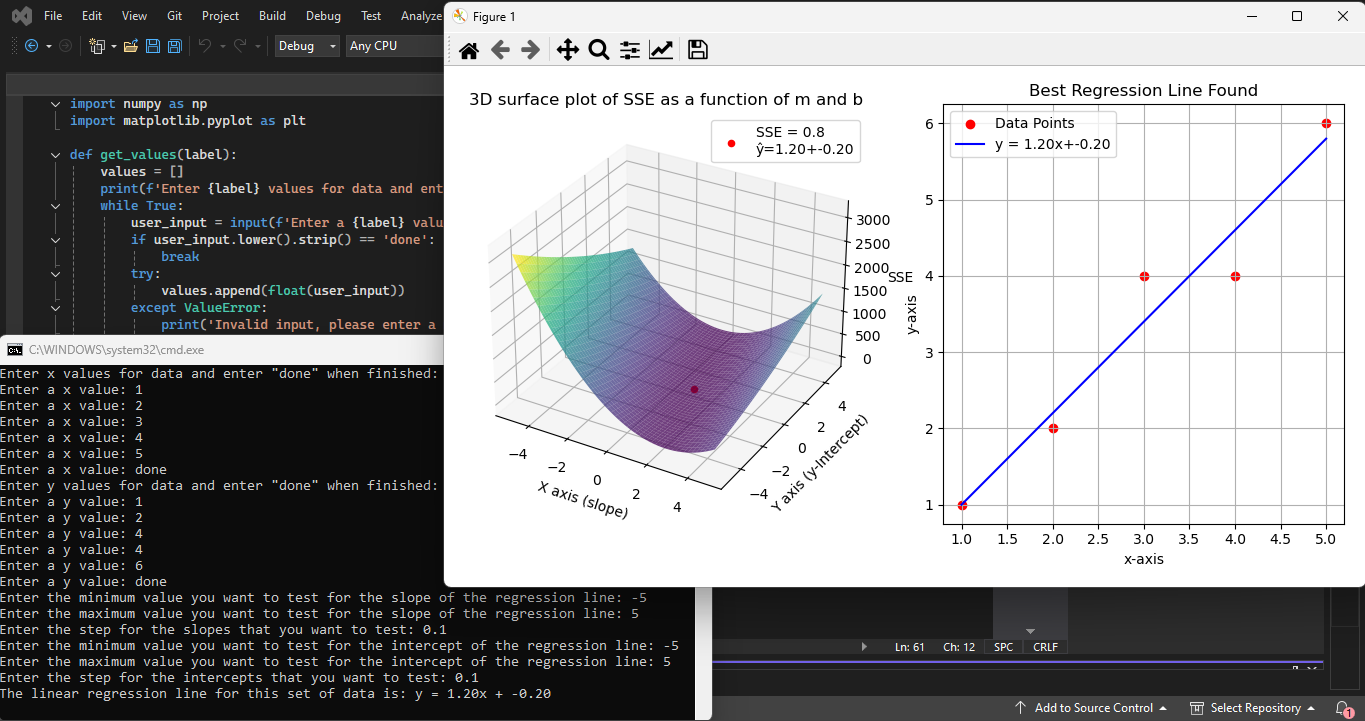 File Edit View Git Project Build Debug Test Analyze
Debug Any CPU
import numpy as np
import matplotlib.pyplot as plt
def get_values(label):
values = []
print(f'Enter {label} values for data and ent
while True:
user_input = input(f'Enter a {label} valu
if user_input.lower().strip() == 'done':
break
try:
values.append(float(user_input))
except ValueError:
print('Invalid input, please enter a
C:\WINDOWS\system32\cmd.exe
Enter x values for data and enter "done" when finished:
Enter a x value: 1
Enter a x value: 2
Enter a x value: 3
Enter a x value: 4
Enter a x value: 5
Enter a x value: done
Enter y values for data and enter "done" when finished:
Enter a y value: 1
Enter a y value: 2
Enter a y value: 4
Enter a y value: 4
Enter a y value: 6
Enter a y value: done
Enter the minimum value you want to test for the slope of the regression line: -5
Enter the maximum value you want to test for the slope of the regression line: 5
Enter the step for the slopes that you want to test: 0.1
Enter the minimum value you want to test for the intercept of the regression line: -5
Enter the maximum value you want to test for the intercept of the regression line: 5
Enter the step for the intercepts that you want to test: 0.1
The linear regression line for this set of data is: y = 1.20x + -0.20
Figure 1
3D surface plot of SSE as a function of m and b
SSE = 0.8
ŷ=1.20+-0.20
3000
2500
2000
1500
1000
500
0
SSE
−4 −2 0 2 4
X axis (slope)
−4 −2 0 2 4
Y axis (y-Intercept)
Best Regression Line Found
Data Points
y = 1.20x+-0.20
6
5
4
3
2
1
y-axis
1.0 1.5 2.0 2.5 3.0 3.5 4.0 4.5 5.0
x-axis
Ln: 61 Ch: 12 SPC CRLF
Add to Source Control Select Repository 1